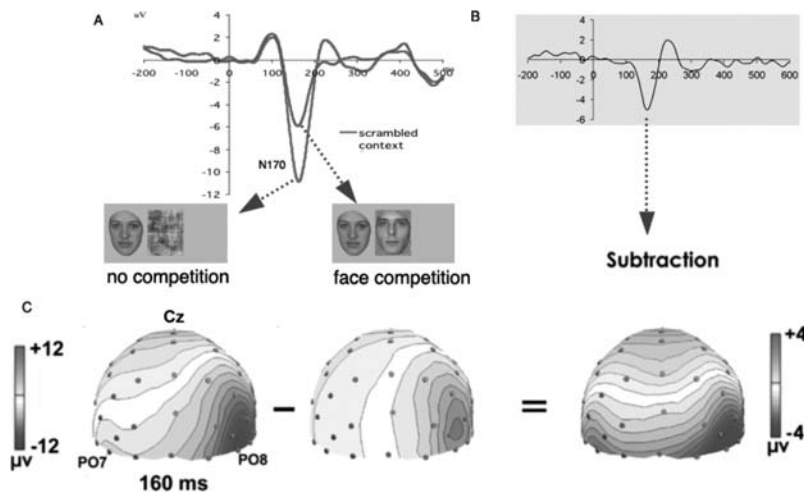 A
uV
4
2
0
-200
-100
0
100
200
300
400
500
-2
-4
-6
-8
-10
-12
scrambled
context
N170
no competition
face competition
B
4
2
0
-200
-100
0
100
200
300
400
500
600
-2
-4
-6
Subtraction
C
Cz
+12
-12
µv
PO7
PO8
160 ms
−
=
+4
-4
µv